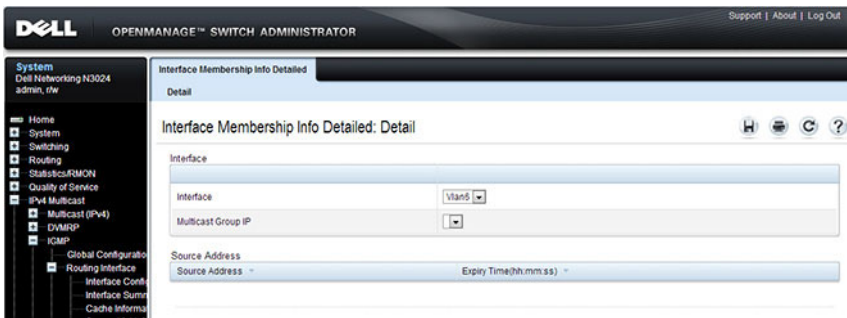 Support | About | Log Out
DELL
OPENMANAGE™ SWITCH ADMINISTRATOR
System
Dell Networking N3024
admin, r/w
Home
System
Switching
Routing
Statistics/RMON
Quality of Service
IPv4 Multicast
Multicast (IPv4)
DVMRP
IGMP
Global Configuratio
Routing Interface
Interface Confi
Interface Summ
Cache Informa
Interface Membership Info Detailed
Detail
Interface Membership Info Detailed: Detail
Interface
Interface
Vlan5
Multicast Group IP
Source Address
Source Address
Expiry Time(hh:mm:ss)